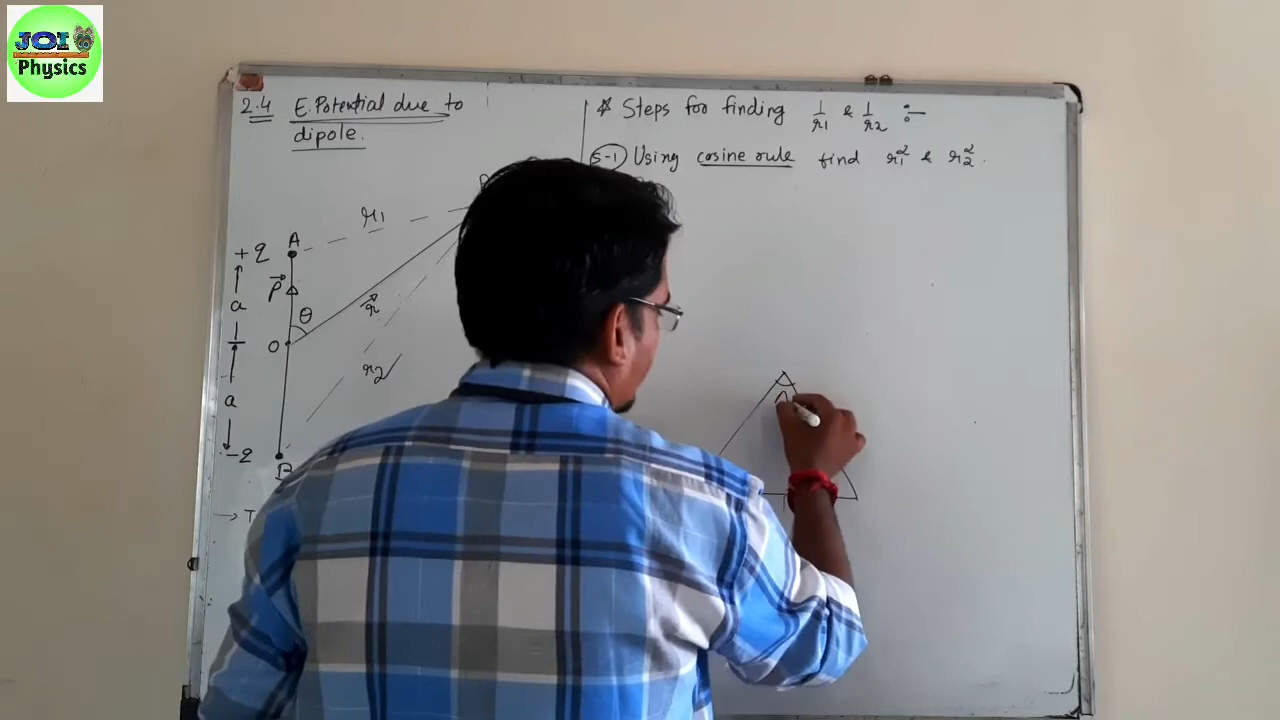 JOI
Physics
2.4 E.Potential due to
dipole.
r1
+q A
P
a
θ
r
O
r2
a
-q B
* Steps for finding 1/r1 & 1/r2 :-
S-1 Using cosine rule find r1² & r2².